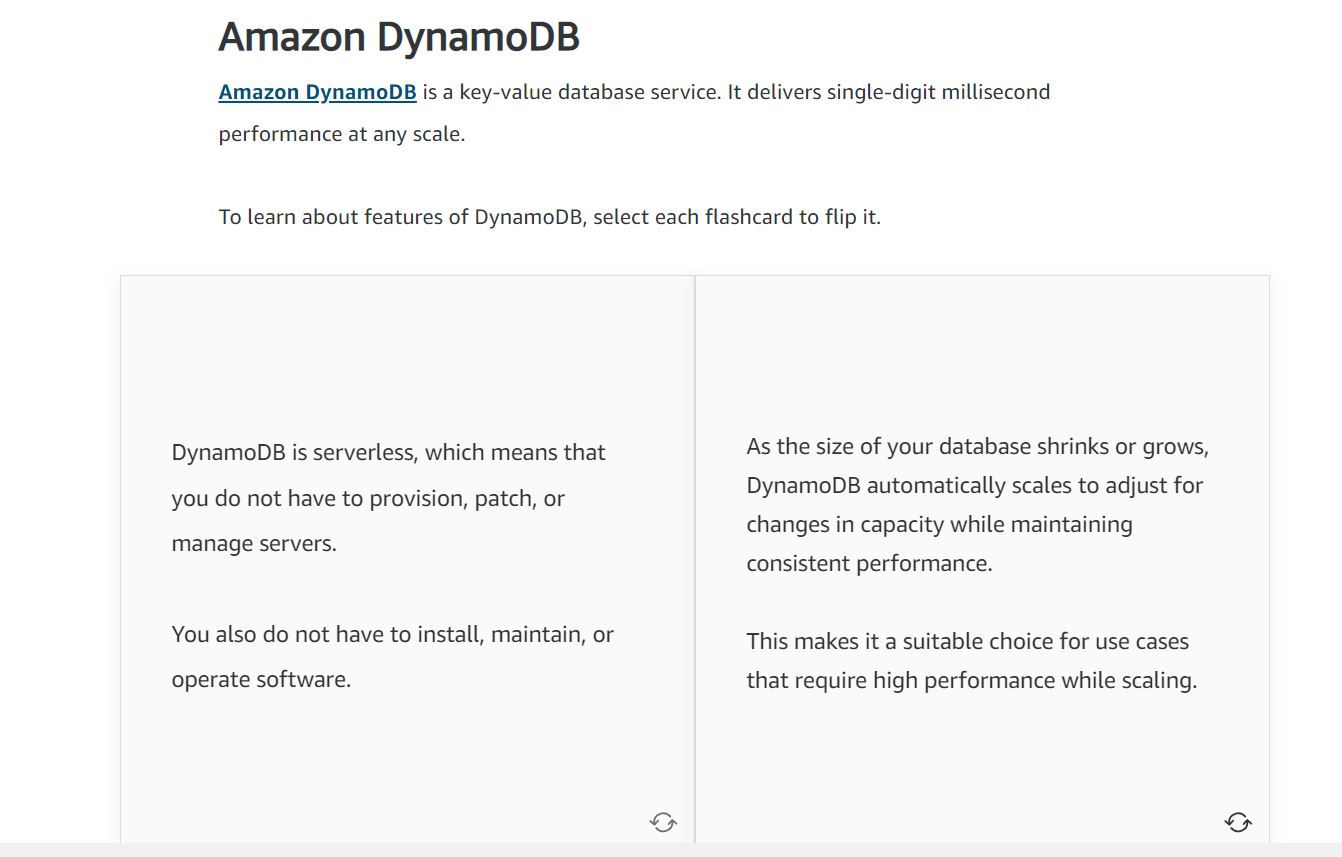 Amazon DynamoDB
Amazon DynamoDB is a key-value database service. It delivers single-digit millisecond
performance at any scale.
To learn about features of DynamoDB, select each flashcard to flip it.
DynamoDB is serverless, which means that
you do not have to provision, patch, or
manage servers.
You also do not have to install, maintain, or
operate software.
As the size of your database shrinks or grows,
DynamoDB automatically scales to adjust for
changes in capacity while maintaining
consistent performance.
This makes it a suitable choice for use cases
that require high performance while scaling.